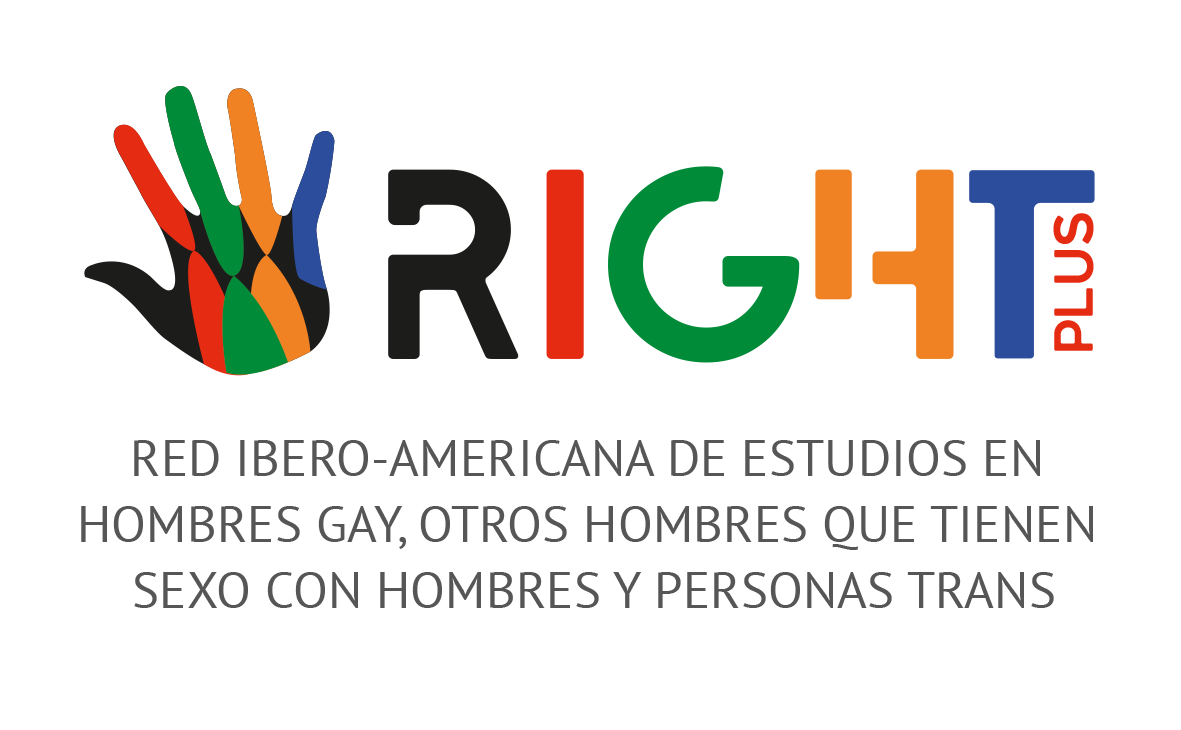 RIGHT PLUS
RED IBERO-AMERICANA DE ESTUDIOS EN
HOMBRES GAY, OTROS HOMBRES QUE TIENEN
SEXO CON HOMBRES Y PERSONAS TRANS